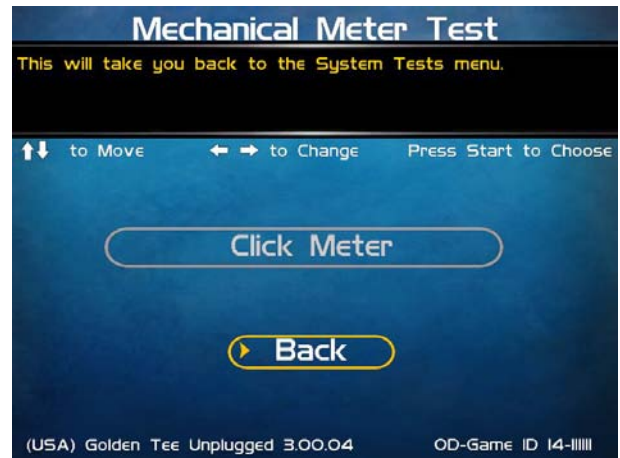 Mechanical Meter Test
This will take you back to the System Tests menu.
↑↓ to Move ← → to Change Press Start to Choose
Click Meter
Back
(USA) Golden Tee Unplugged 3.00.04 OD-Game ID 14-111111